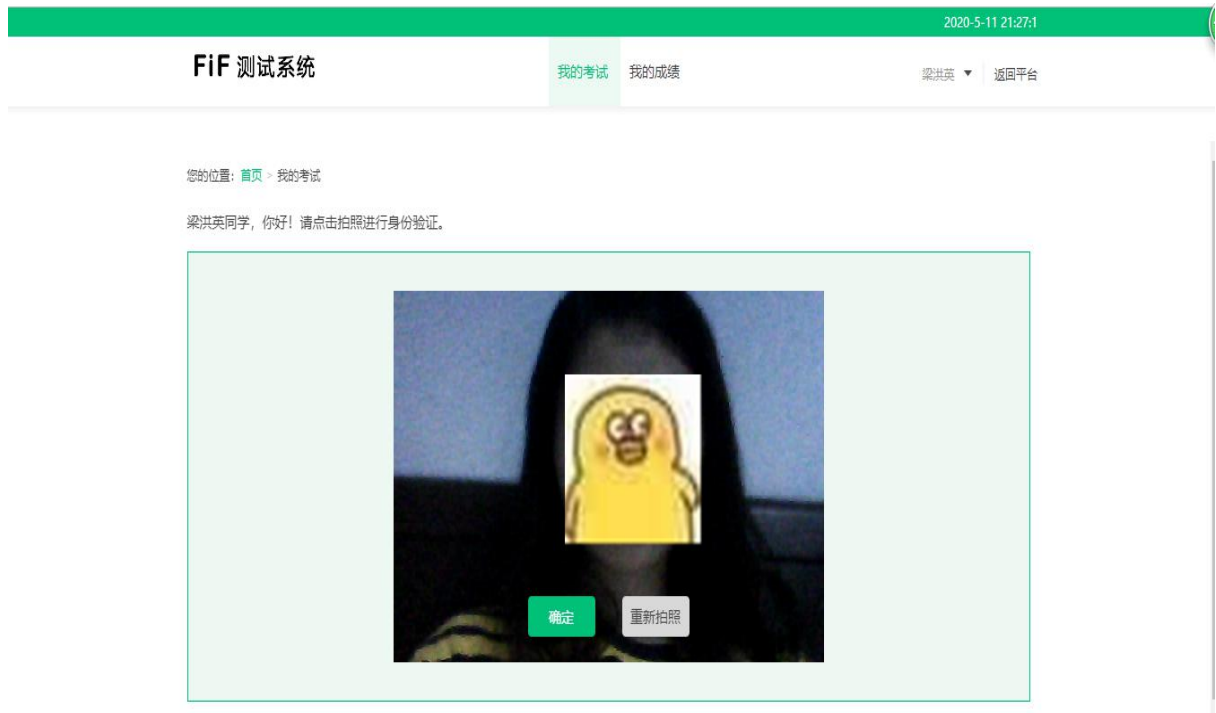 2020-5-11 21:27:1
FiF 测试系统
我的考试 我的成绩
梁洪英 ▼ 返回平台
您的位置：首页 > 我的考试
梁洪英同学，你好！请点击拍照进行身份验证。
确定 重新拍照